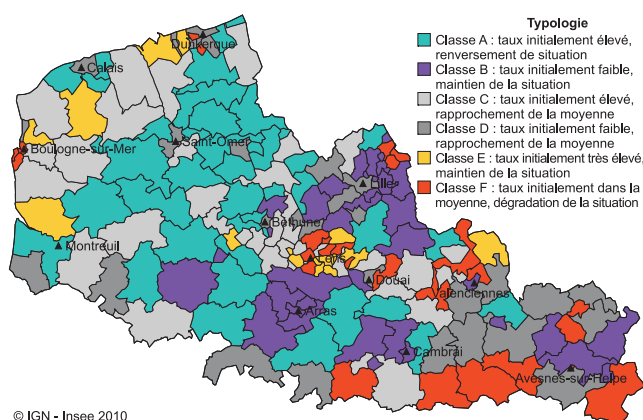 Typologie
Classe A : taux initialement élevé,
renversement de situation
Classe B : taux initialement faible,
maintien de la situation
Classe C : taux initialement élevé,
rapprochement de la moyenne
Classe D : taux initialement faible,
rapprochement de la moyenne
Classe E : taux initialement très élevé,
maintien de la situation
Classe F : taux initialement dans la
moyenne, dégradation de la situation
Dunkerque
Calais
Saint-Omer
Boulogne-sur-Mer
Lille
Béthune
Montreuil
Lens
Douai
Valenciennes
Arras
Cambrai
Avesnes-sur-Helpe
© IGN - Insee 2010